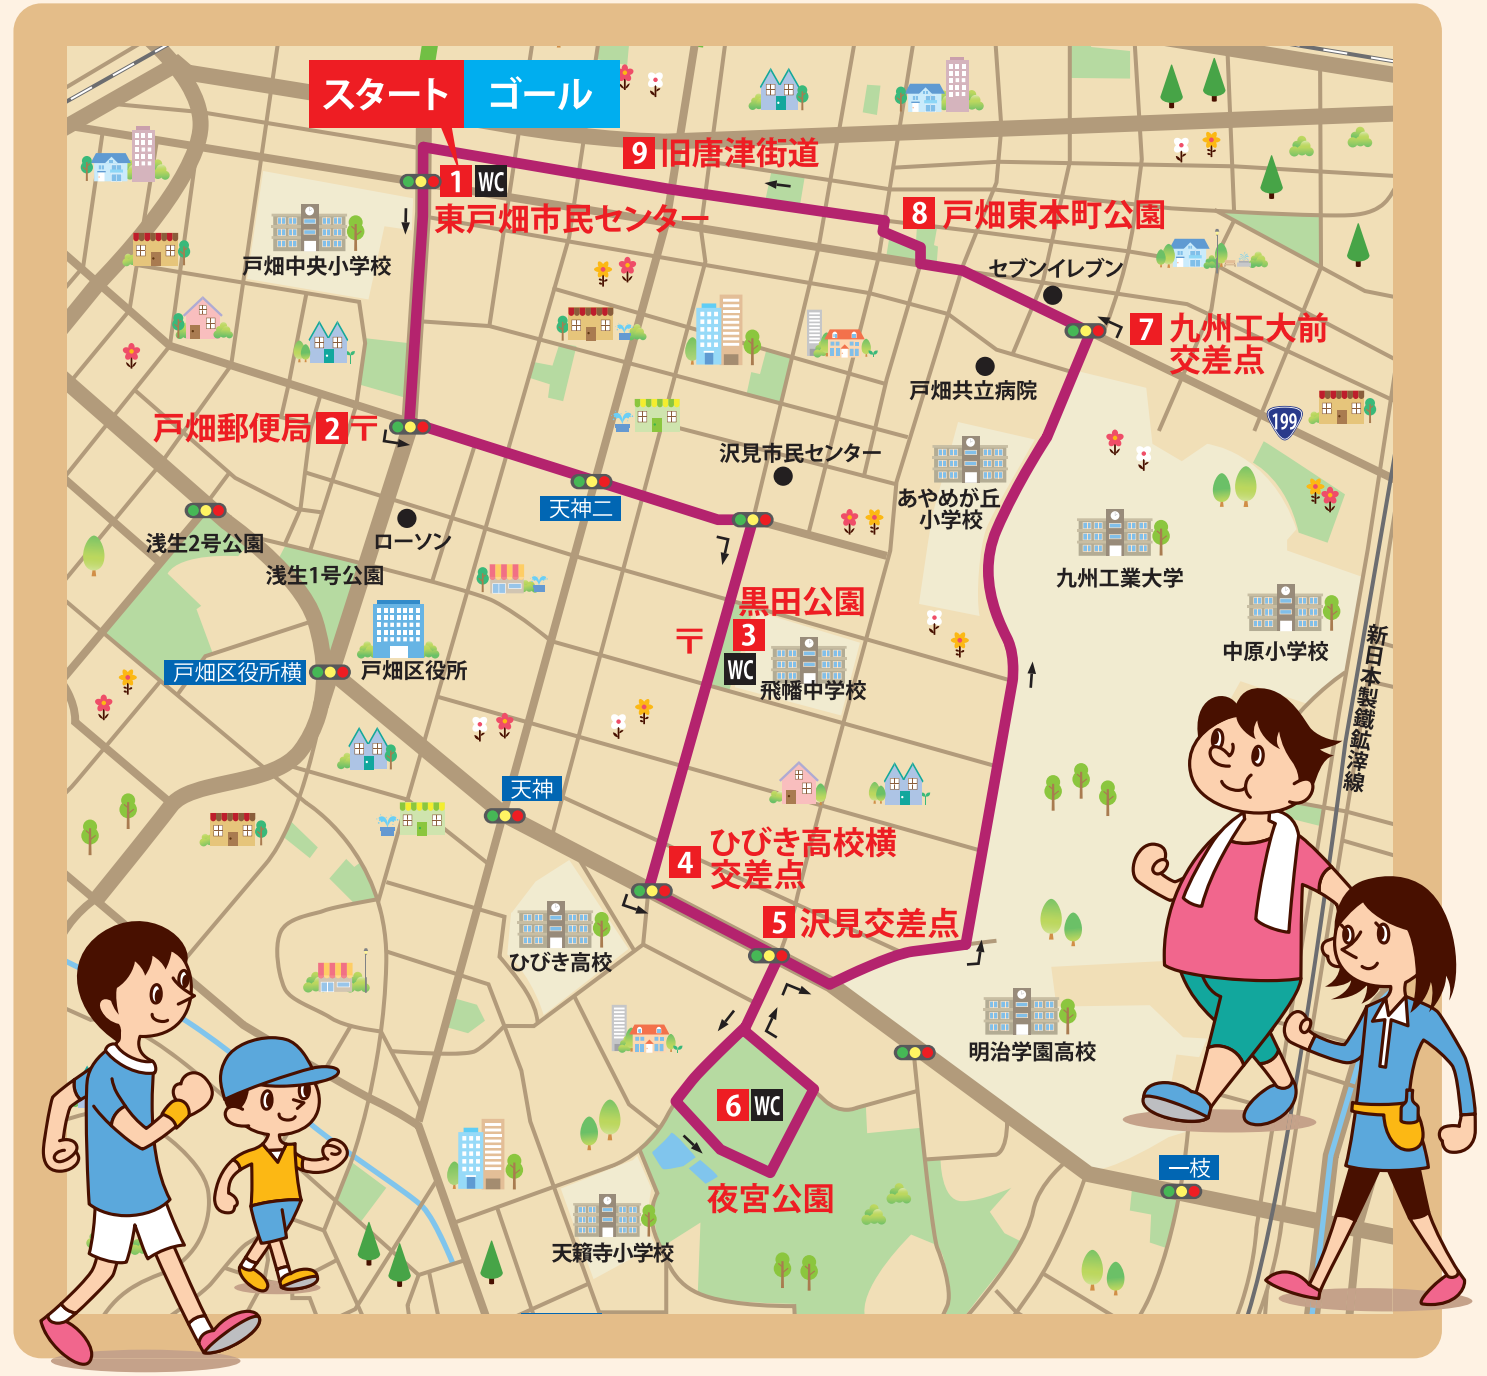 スタート
ゴール
9 旧唐津街道
1 WC
東戸畑市民センター
8 戸畑東本町公園
戸畑中央小学校
セブンイレブン
7 九州工大前
交差点
戸畑共立病院
199
戸畑郵便局 2 〒
沢見市民センター
あやめが丘
小学校
天神二
浅生2号公園
ローソン
浅生1号公園
九州工業大学
黒田公園
〒 3
WC
中原小学校
新日本製鐵鉱滓線
戸畑区役所横
戸畑区役所
飛幡中学校
天神
4 ひびき高校横
交差点
5 沢見交差点
ひびき高校
明治学園高校
6 WC
一枝
夜宮公園
天籟寺小学校